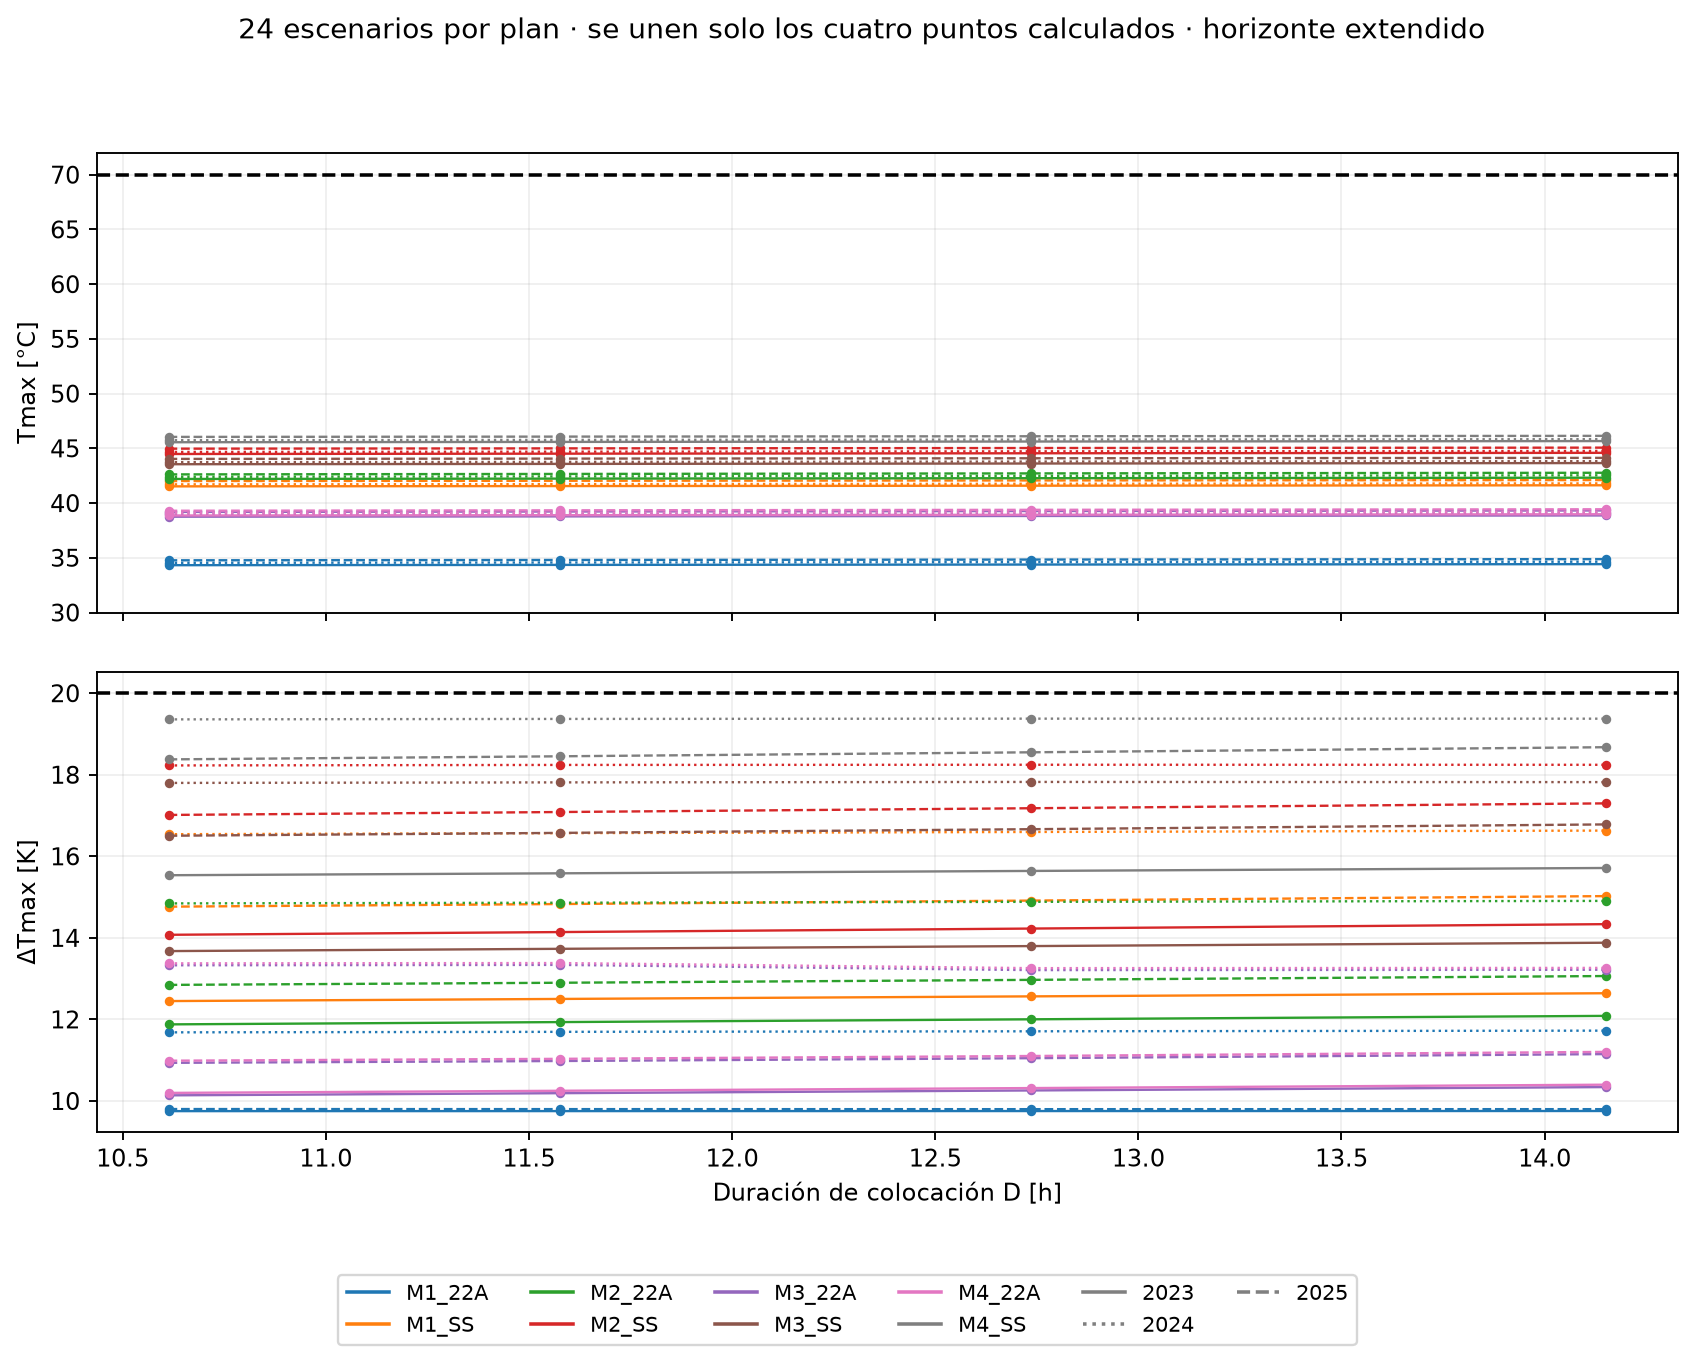 24 escenarios por plan · se unen solo los cuatro puntos calculados · horizonte extendido
70
65
60
55
50
45
40
35
30
Tmax [°C]
20
18
16
14
12
10
ΔTmax [K]
10.5 11.0 11.5 12.0 12.5 13.0 13.5 14.0
Duración de colocación D [h]
M1_22A M2_22A M3_22A M4_22A 2023 2025
M1_SS M2_SS M3_SS M4_SS 2024